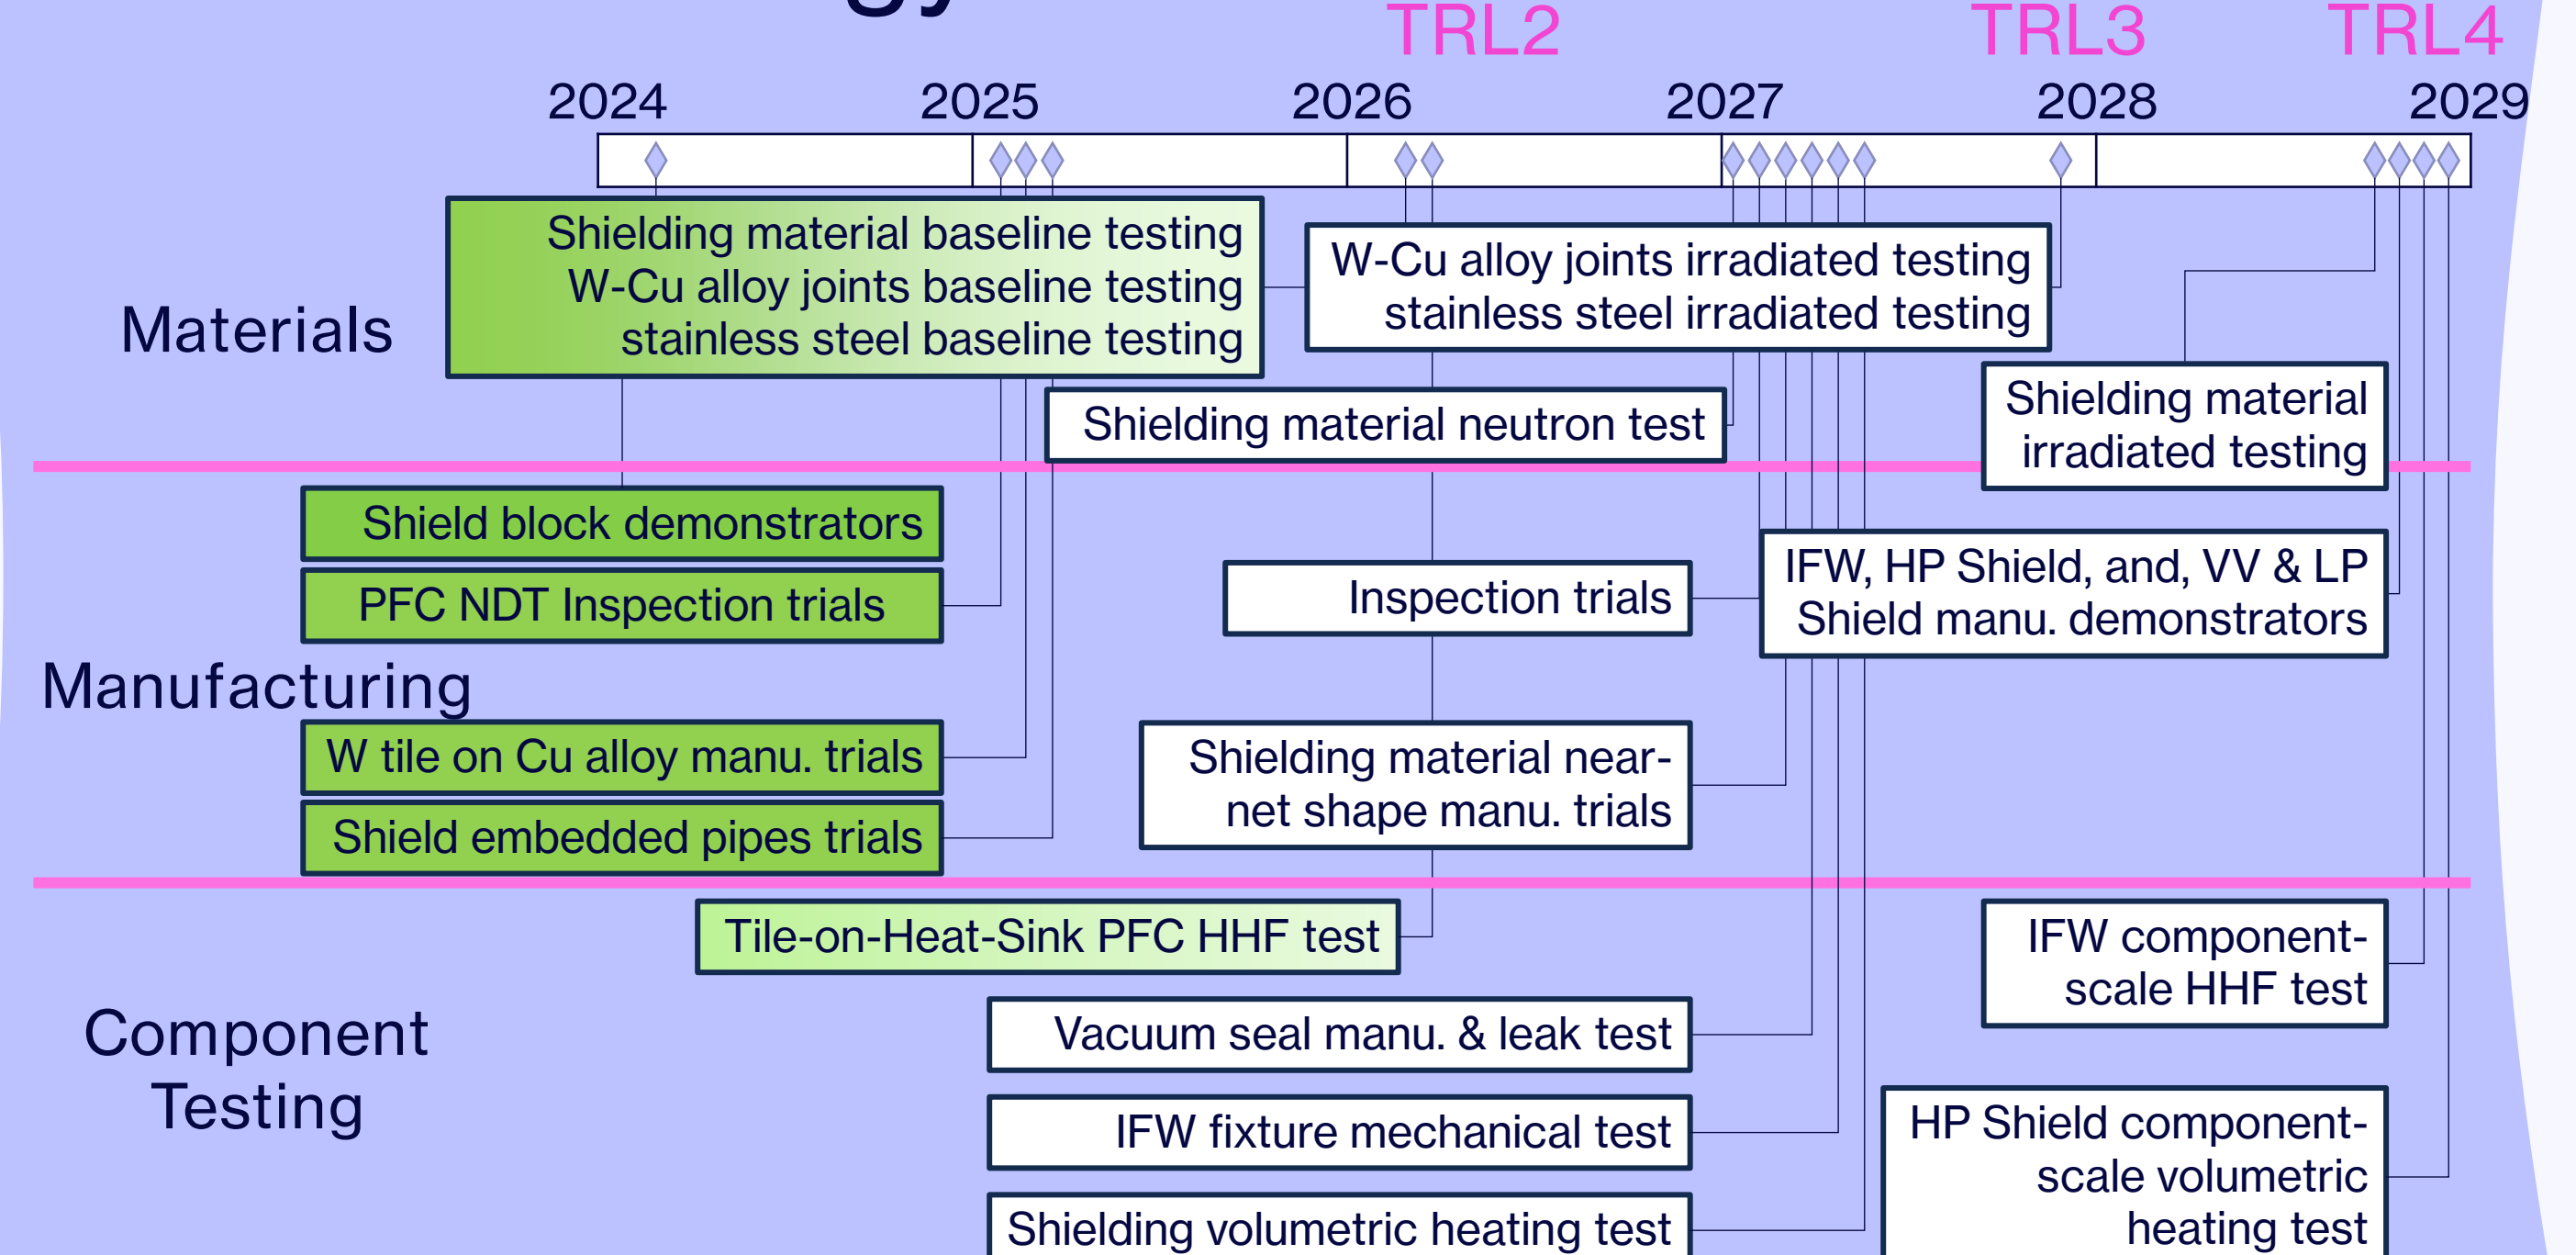 gy
TRL2
TRL3
TRL4
2024
2025
2026
2027
2028
2029
Materials
Shielding material baseline testing
W-Cu alloy joints baseline testing
stainless steel baseline testing
W-Cu alloy joints irradiated testing
stainless steel irradiated testing
Shielding material neutron test
Shielding material
irradiated testing
Manufacturing
Shield block demonstrators
PFC NDT Inspection trials
W tile on Cu alloy manu. trials
Shield embedded pipes trials
Inspection trials
IFW, HP Shield, and, VV & LP
Shield manu. demonstrators
Shielding material near-
net shape manu. trials
Component
Testing
Tile-on-Heat-Sink PFC HHF test
Vacuum seal manu. & leak test
IFW fixture mechanical test
Shielding volumetric heating test
IFW component-
scale HHF test
HP Shield component-
scale volumetric
heating test